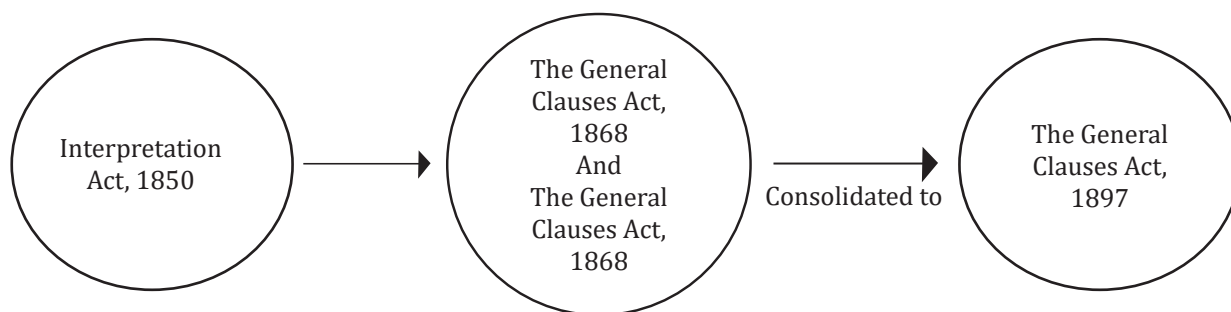 Interpretation
Act, 1850
The General
Clauses Act,
1868
And
The General
Clauses Act,
1868
Consolidated to
The General
Clauses Act,
1897